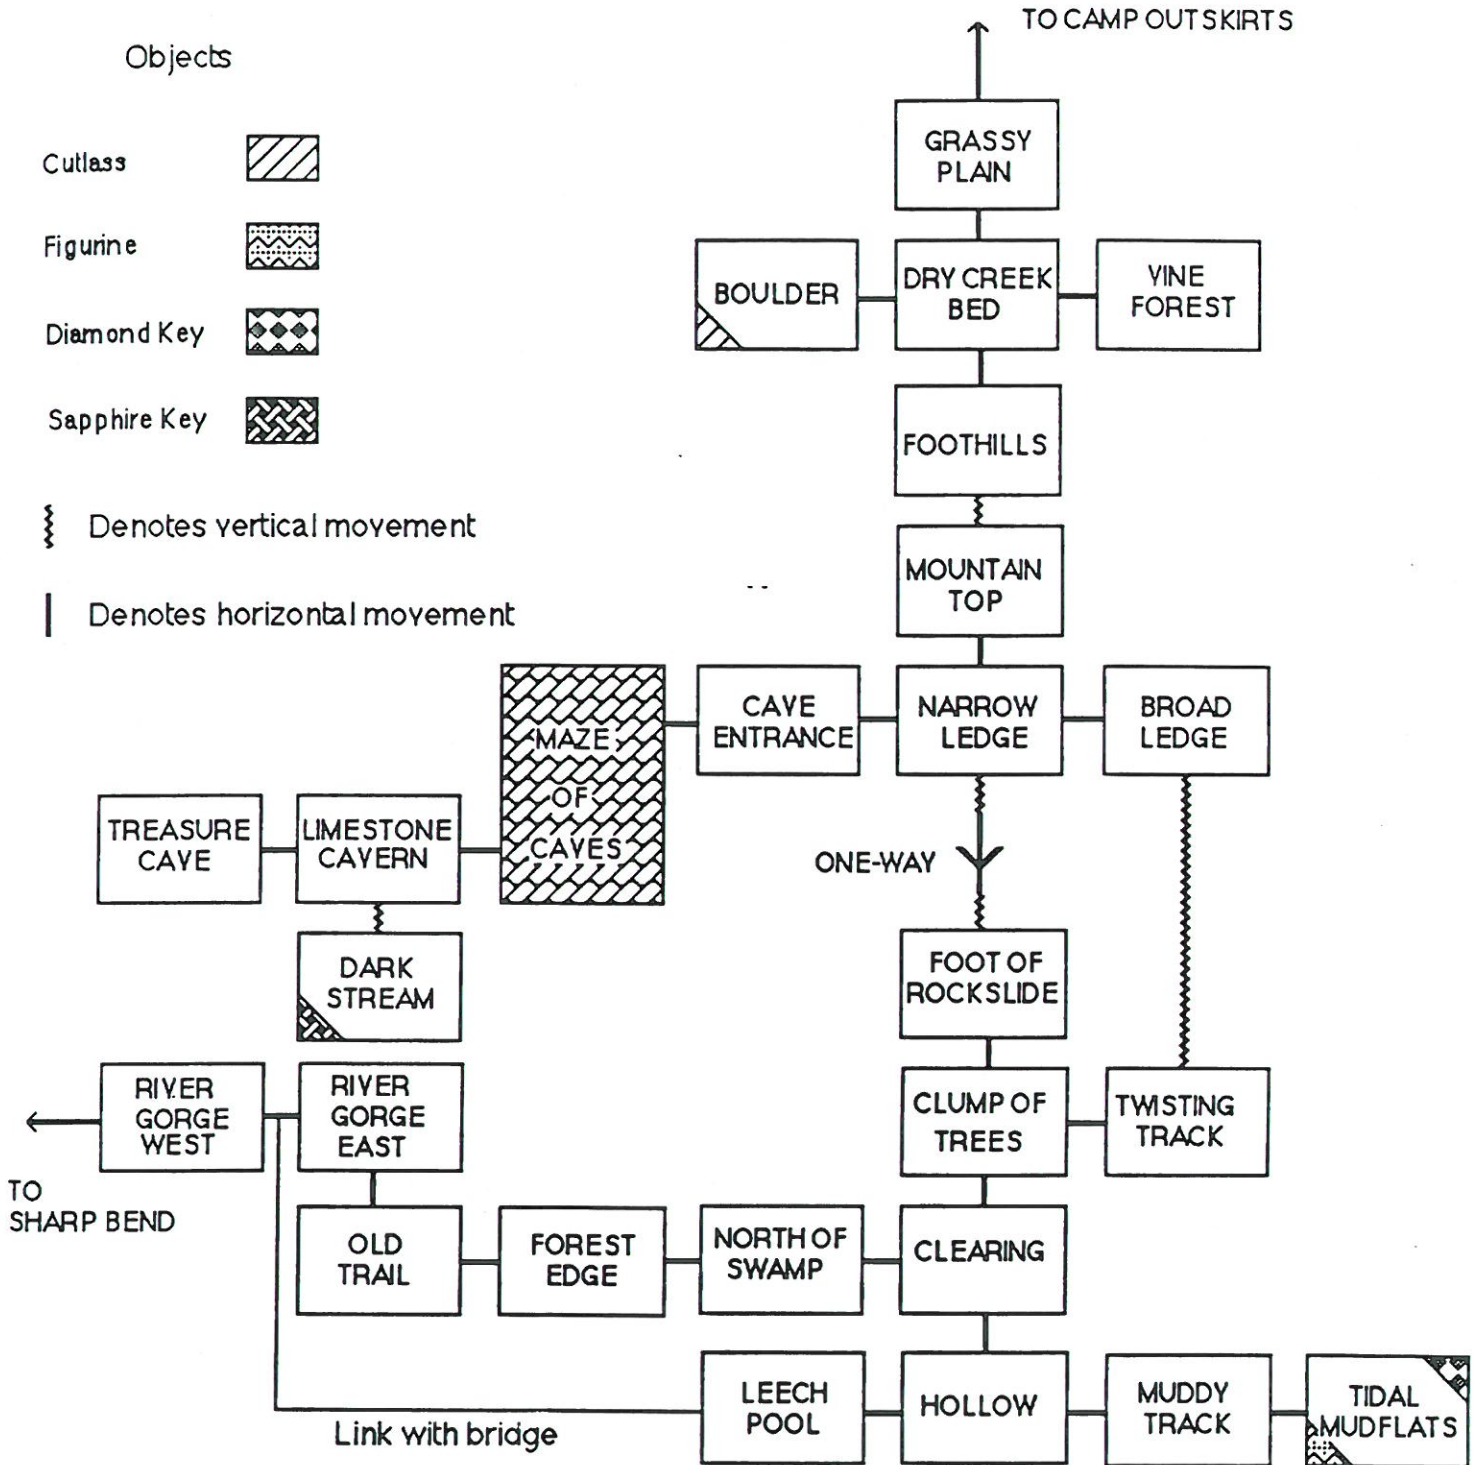 TO CAMP OUTSKIRTS
Objects
Cutlass
Figurine
Diamond Key
Sapphire Key
Denotes vertical movement
Denotes horizontal movement
GRASSY
PLAIN
BOULDER
DRY CREEK
BED
VINE
FOREST
FOOTHILLS
MOUNTAIN
TOP
MAZE
OF
CAVES
CAVE
ENTRANCE
NARROW
LEDGE
BROAD
LEDGE
TREASURE
CAVE
LIMESTONE
CAVERN
ONE-WAY
DARK
STREAM
FOOT OF
ROCKSLIDE
RIVER
GORGE
WEST
RIVER
GORGE
EAST
CLUMP OF
TREES
TWISTING
TRACK
TO
SHARP BEND
OLD
TRAIL
FOREST
EDGE
NORTH OF
SWAMP
CLEARING
LEECH
POOL
HOLLOW
MUDDY
TRACK
TIDAL
MUDFLATS
Link with bridge